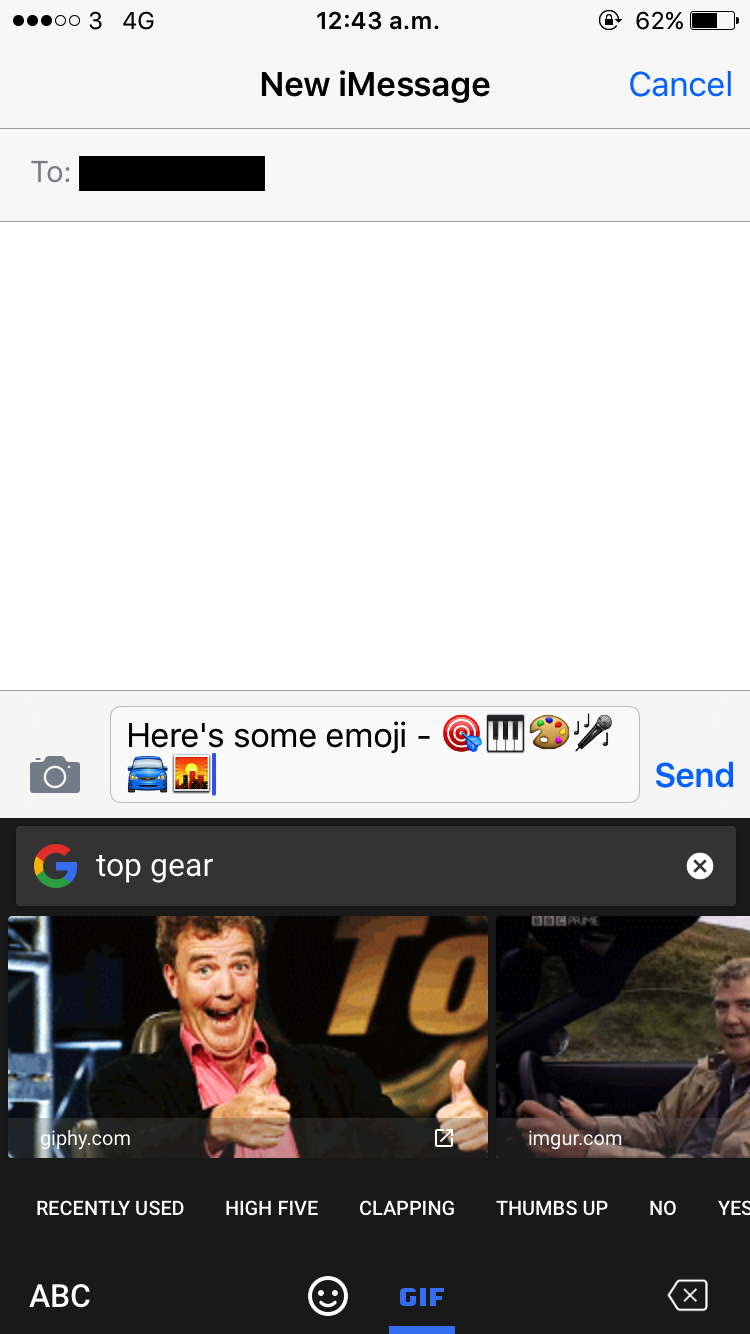 3 4G 12:43 a.m. 62%
New iMessage Cancel
To:
Here's some emoji - 🎯🎹🎨🎤
🚘🌇
Send
top gear
BBC PRIME
To
giphy.com
imgur.com
RECENTLY USED HIGH FIVE CLAPPING THUMBS UP NO YES
ABC GIF